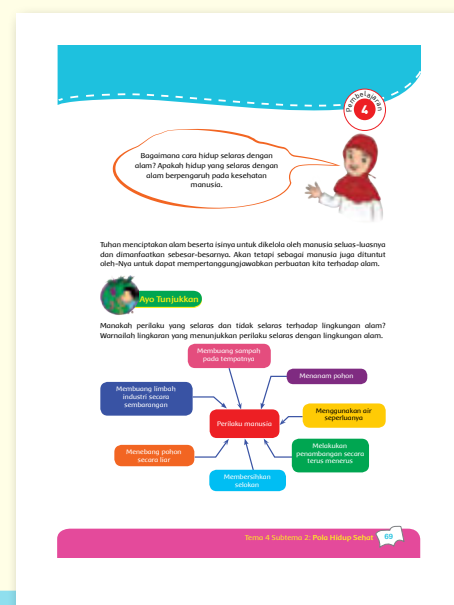 Pembelajaran
4
Bagaimana cara hidup selaras dengan
alam? Apakah hidup yang selaras dengan
alam berpengaruh pada kesehatan
manusia.
Tuhan menciptakan alam beserta isinya untuk dikelola oleh manusia seluas-luasnya
dan dimanfaatkan sebesar-besarnya. Akan tetapi sebagai manusia juga dituntut
oleh-Nya untuk dapat mempertanggungjawabkan perbuatan kita terhadap alam.
Ayo Tunjukkan
Manakah perilaku yang selaras dan tidak selaras terhadap lingkungan alam?
Warnailah lingkaran yang menunjukkan perilaku selaras dengan lingkungan alam.
Membuang sampah
pada tempatnya
Menanam pohon
Membuang limbah
industri secara
sembarangan
Menggunakan air
seperlunya
Perilaku manusia
Menebang pohon
secara liar
Melakukan
penambangan secara
terus menerus
Membersihkan
selokan
Tema 4 Subtema 2: Pola Hidup Sehat
69